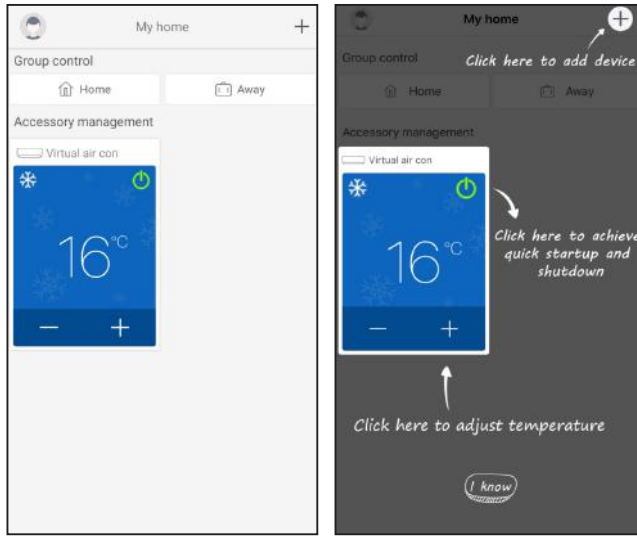 My home
Group control
Home
Away
Accessory management
Virtual air con
16°C
My home
Click here to add device
Group control
Home
Away
Accessory management
Virtual air con
16°C
Click here to achieve
quick startup and
shutdown
Click here to adjust temperature
I know